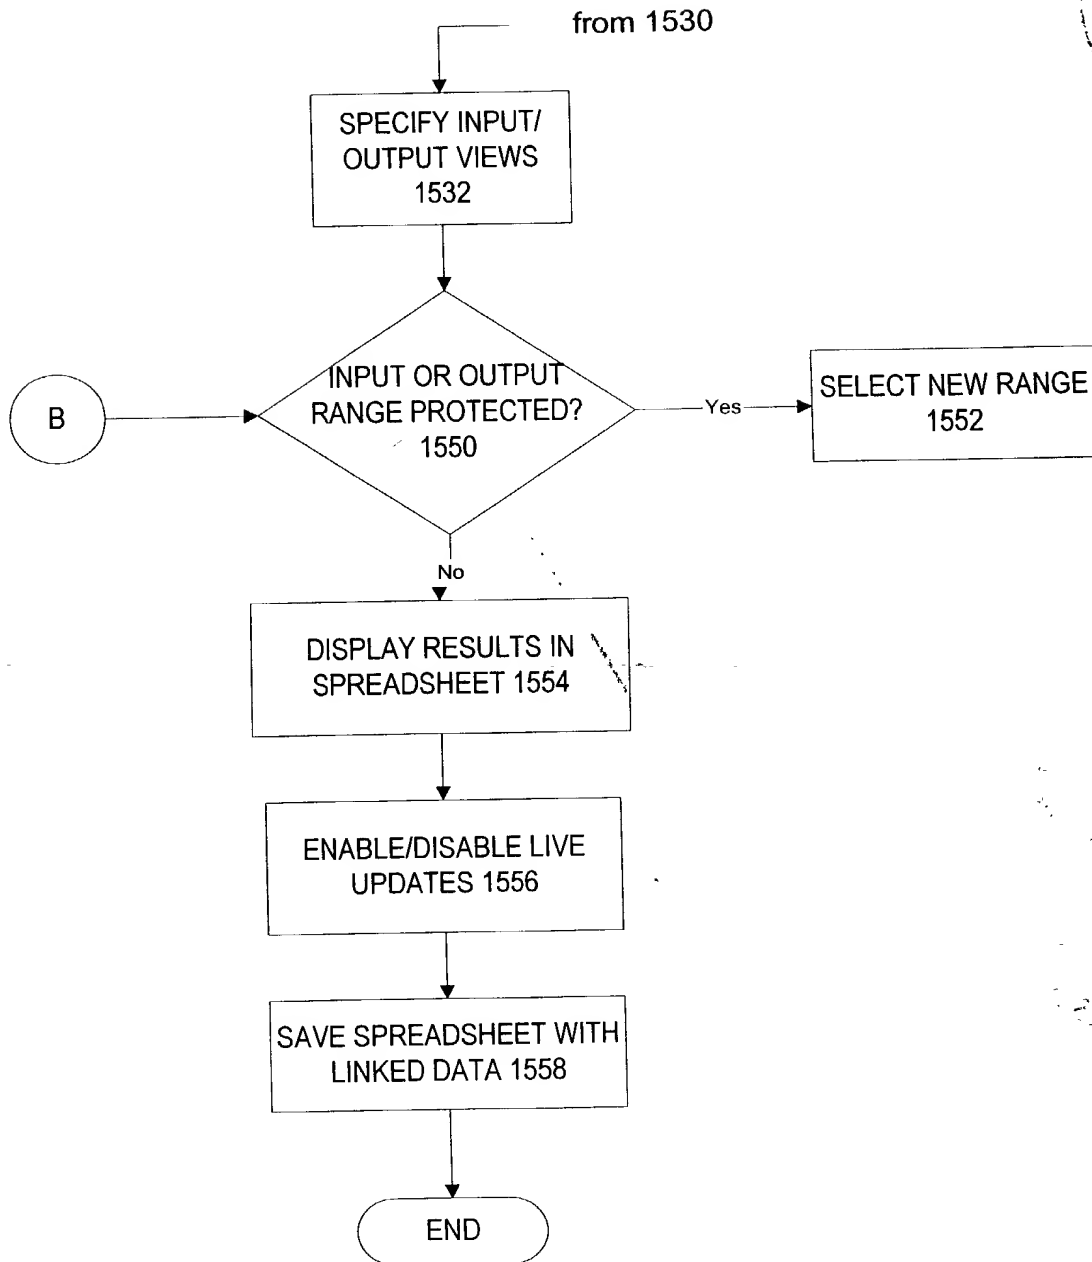 from 1530
SPECIFY INPUT/
OUTPUT VIEWS
1532
B
INPUT OR OUTPUT
RANGE PROTECTED?
1550
Yes
SELECT NEW RANGE
1552
No
DISPLAY RESULTS IN
SPREADSHEET 1554
ENABLE/DISABLE LIVE
UPDATES 1556
SAVE SPREADSHEET WITH
LINKED DATA 1558
END